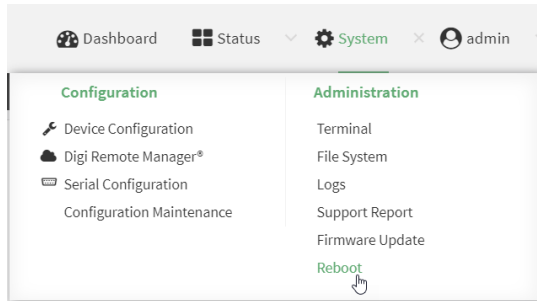 Dashboard Status System admin
Configuration
Device Configuration
Digi Remote Manager®
Serial Configuration
Configuration Maintenance
Administration
Terminal
File System
Logs
Support Report
Firmware Update
Reboot